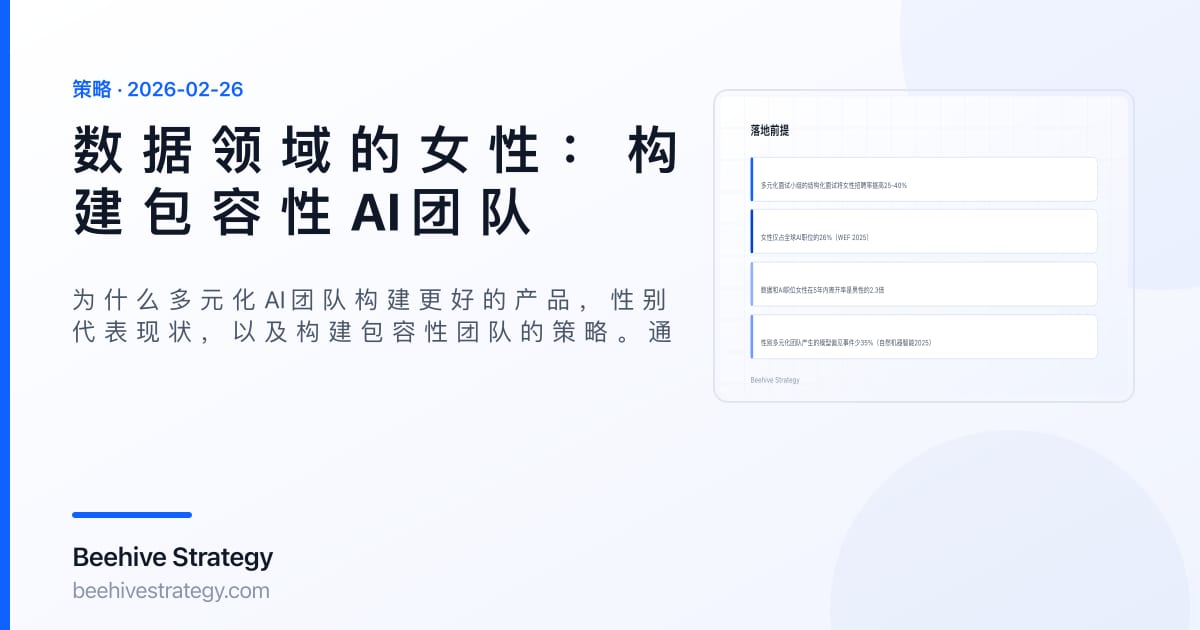 策略 · 2026-02-26
数据领域的女性：构
建包容性AI团队
为什么多元化AI团队构建更好的产品，性别
代表现状，以及构建包容性团队的策略。通
落地前提
多元化面试小组的结构化面试将女性招聘率提高25-40%
女性仅占全球AI职位的26%（WEF 2025）
数据和AI职位女性在5年内离开率是男性的2.3倍
性别多元化团队产生的模型偏见事件少35%（自然机器智能2025）
Beehive Strategy
Beehive Strategy
beehivestrategy.com